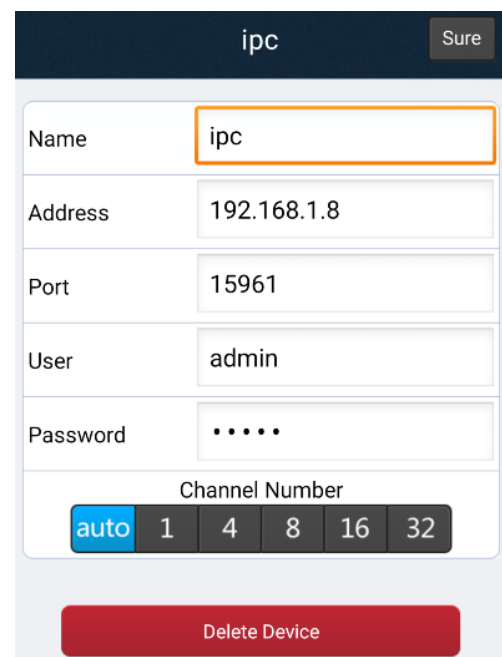 ipc Sure
Name ipc
Address 192.168.1.8
Port 15961
User admin
Password •••••
Channel Number
auto 1 4 8 16 32
Delete Device